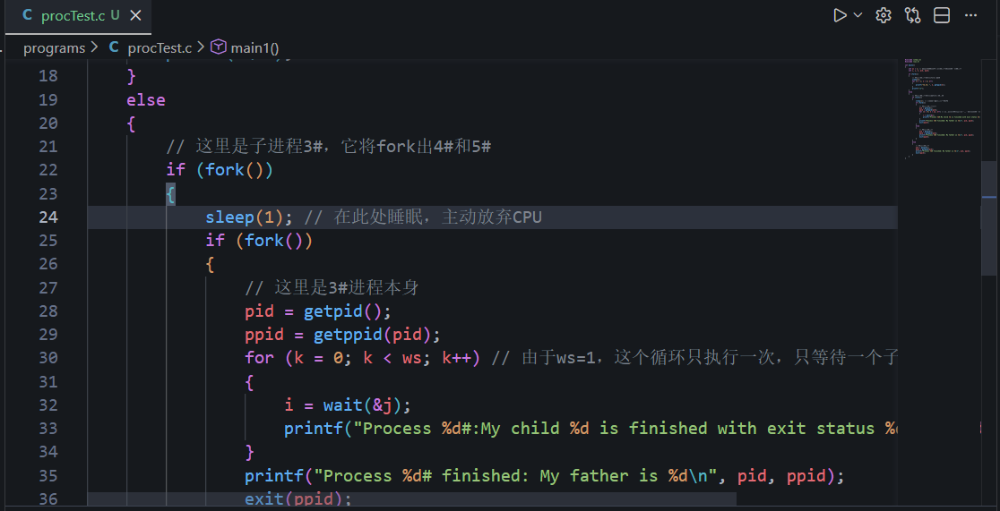 procTest.c U
programs > procTest.c > main1()
18 }
19 else
20 {
21 // 这里是子进程3#，它将fork出4#和5#
22 if (fork())
23 {
24 sleep(1); // 在此处睡眠，主动放弃CPU
25 if (fork())
26 {
27 // 这里是3#进程本身
28 pid = getpid();
29 ppid = getppid(pid);
30 for (k = 0; k < ws; k++) // 由于ws=1，这个循环只执行一次，只等待一个子
31 {
32 i = wait(&j);
33 printf("Process %d#:My child %d is finished with exit status %
34 }
35 printf("Process %d# finished: My father is %d\n", pid, ppid);
36 exit(ppid);